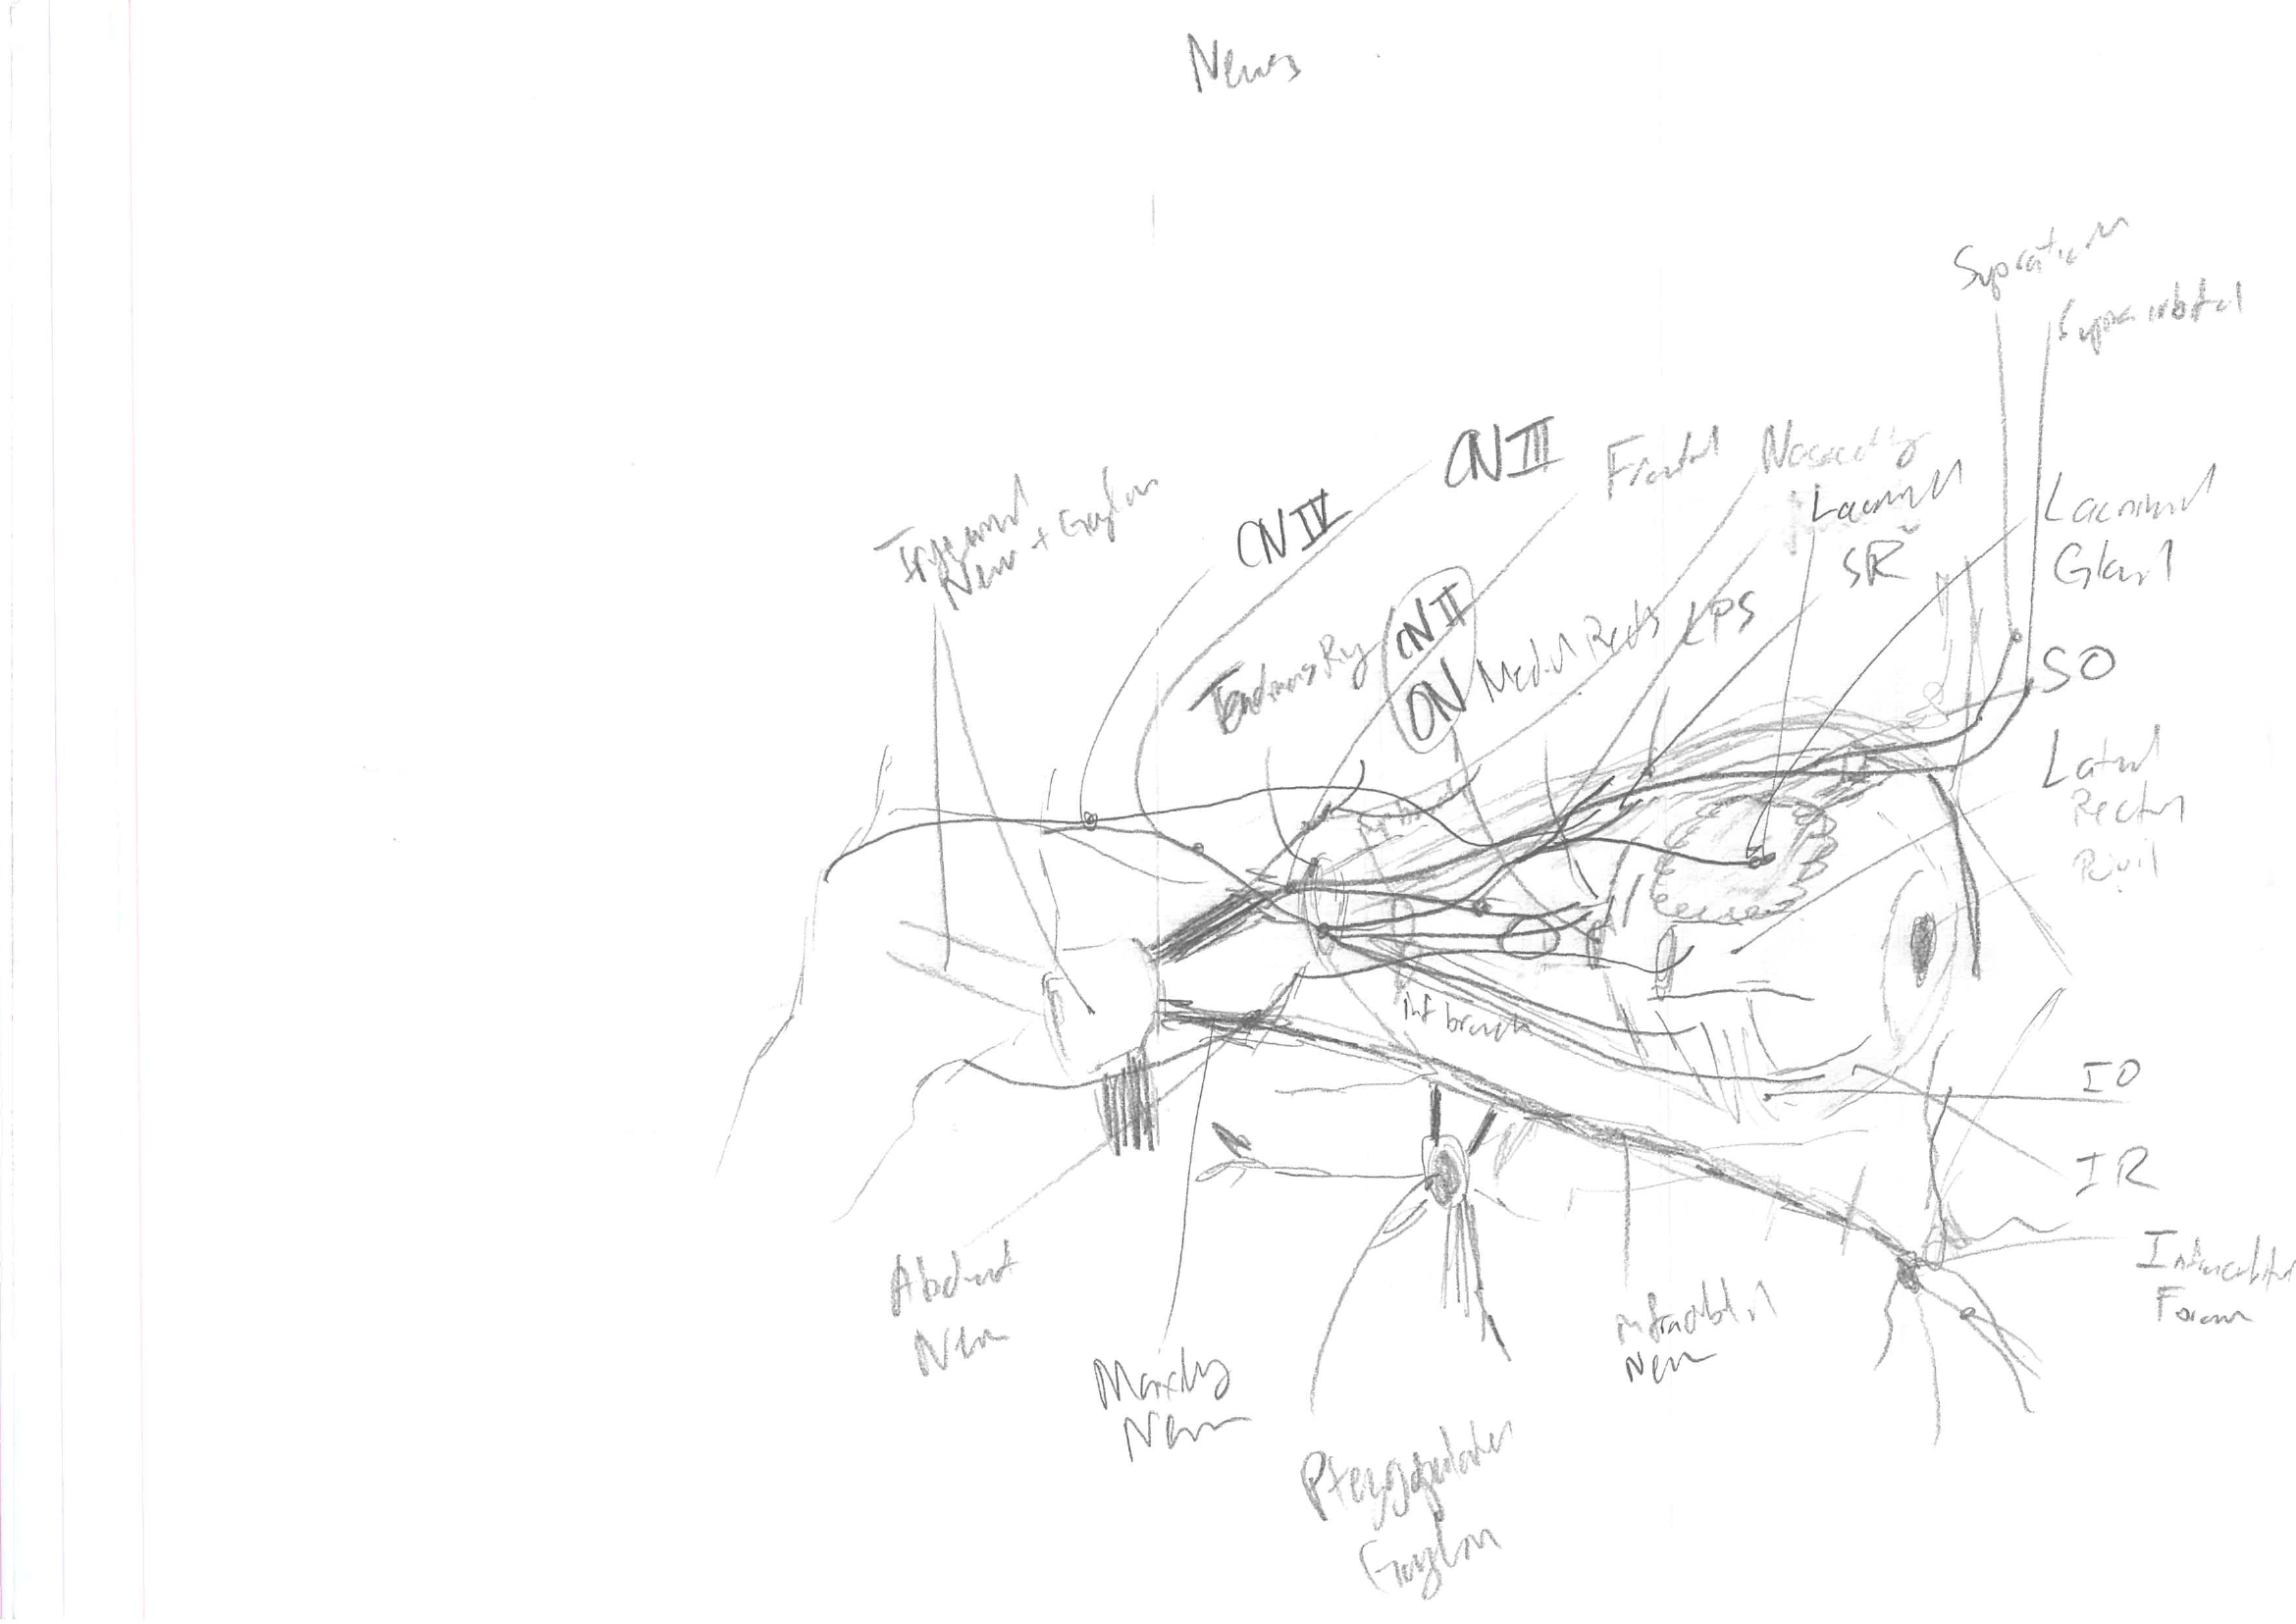 Nerves
Supratroch
Supraorbital
CN III
Frontal
Nasociliary
Lacrimal
SR
Lacrimal
Gland
CN IV
Trigeminal
Nerve + Ganglion
Tendinous Ring
CN II
ON
Medial Rectus
LPS
SO
Lateral
Rectus
Pupil
Inf branch
IO
IR
Infraorbital
Foramen
Abducent
Nerve
Maxillary
Nerve
Infraorbital
Nerve
Pterygopalatine
Ganglion